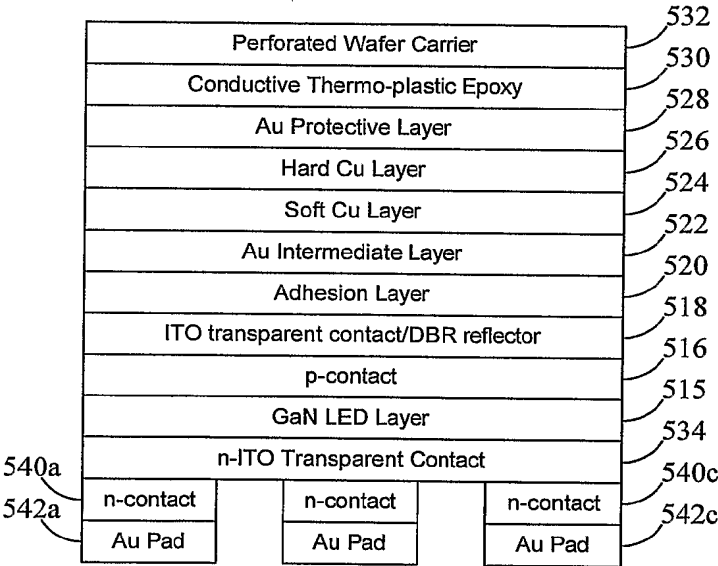 532
Perforated Wafer Carrier
530
Conductive Thermo-plastic Epoxy
528
Au Protective Layer
526
Hard Cu Layer
524
Soft Cu Layer
522
Au Intermediate Layer
520
Adhesion Layer
518
ITO transparent contact/DBR reflector
516
p-contact
515
GaN LED Layer
534
n-ITO Transparent Contact
540a
540c
n-contact n-contact n-contact
542a
542c
Au Pad Au Pad Au Pad